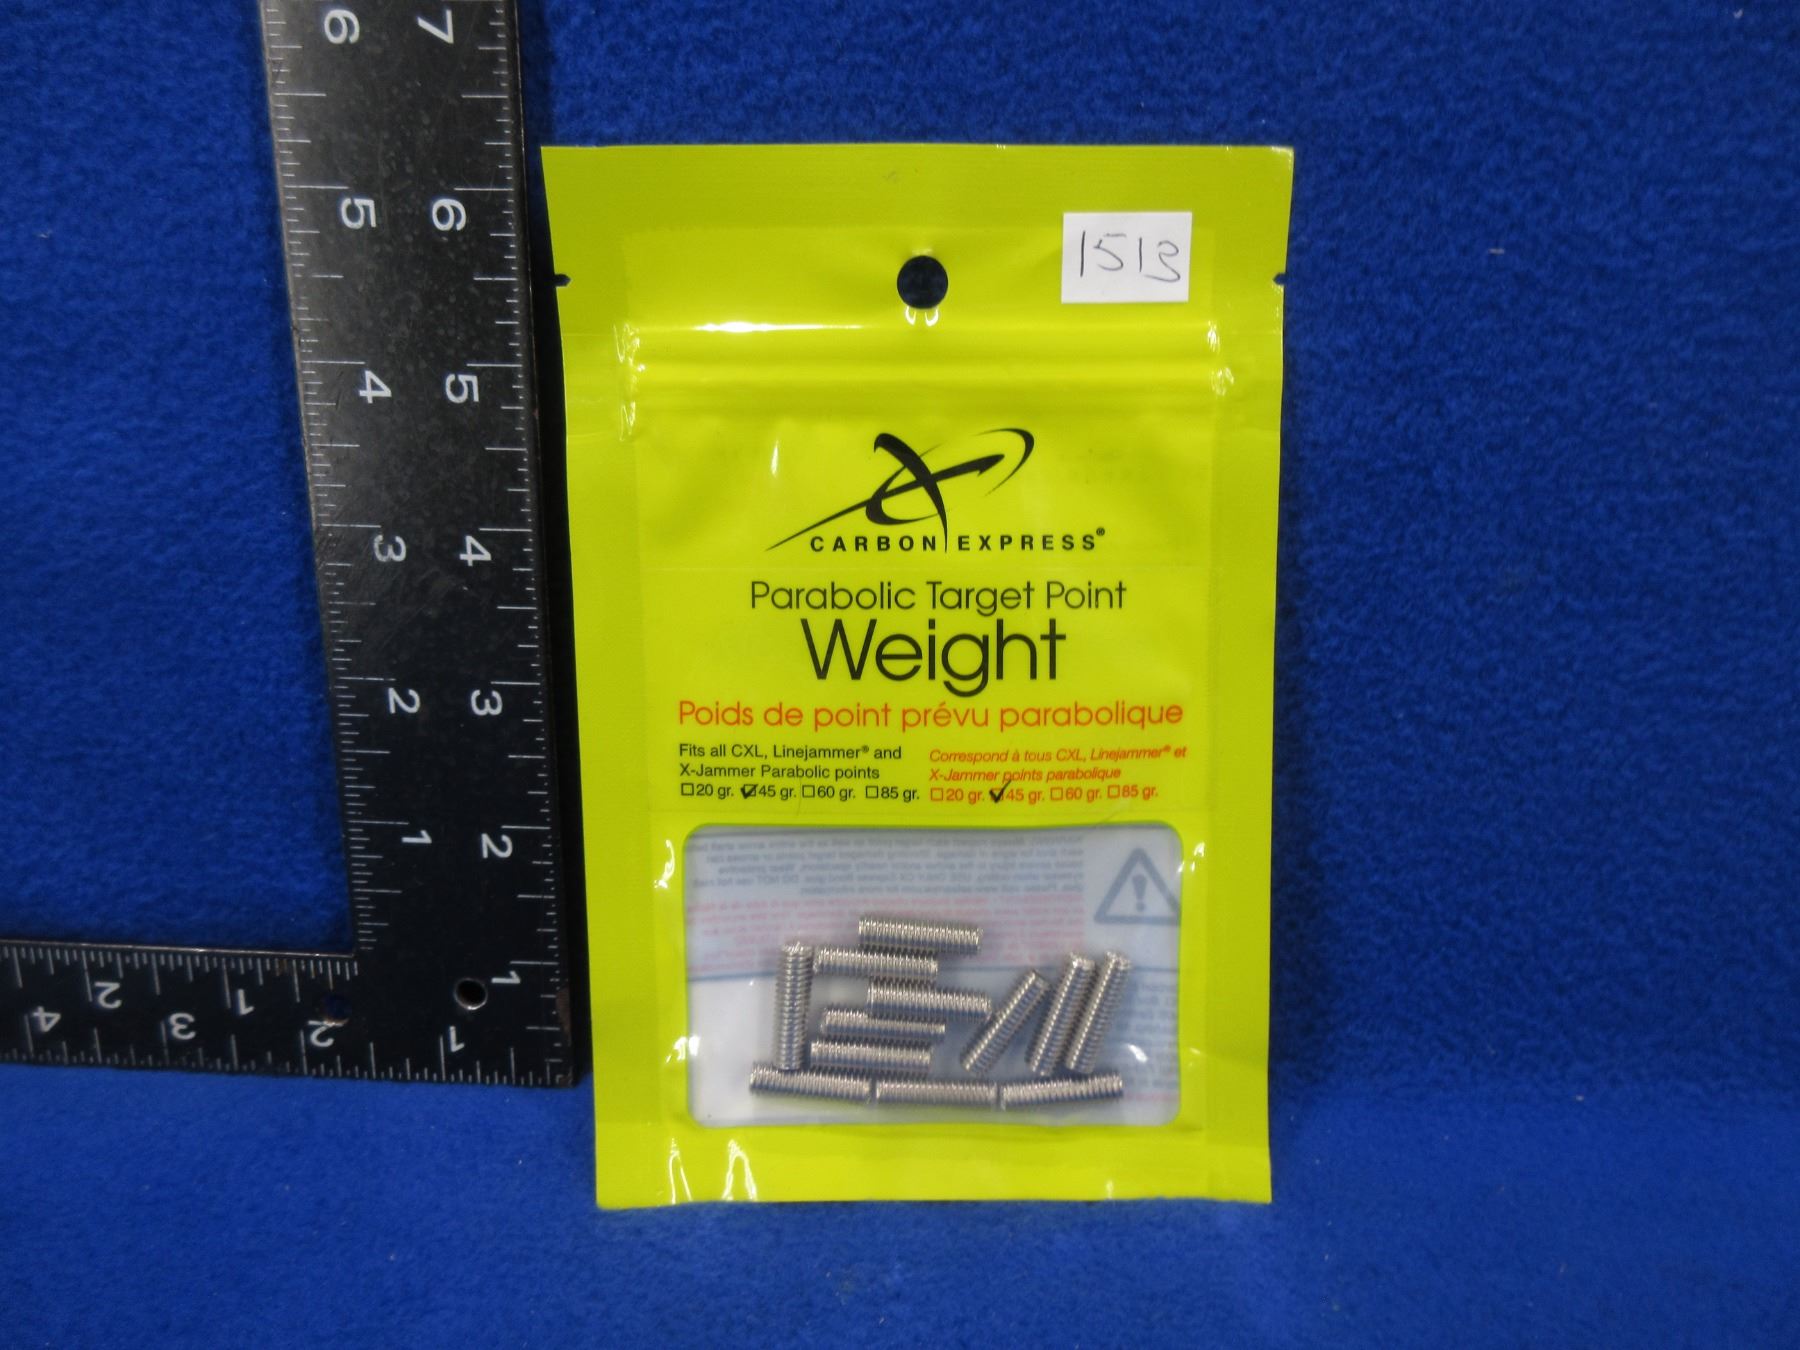 6 7
5 6
4 5
3 4
2 3
1 2
1
4 3 2 1
2 1
1513
CARBON EXPRESS®
Parabolic Target Point
Weight
Poids de point prévu parabolique
Fits all CXL, Linejammer® and
X-Jammer Parabolic points
☐20 gr. ☑45 gr. ☐60 gr. ☐85 gr.
Correspond à tous CXL, Linejammer® et
X-Jammer points parabolique
☐20 gr. ☑45 gr. ☐60 gr. ☐85 gr.